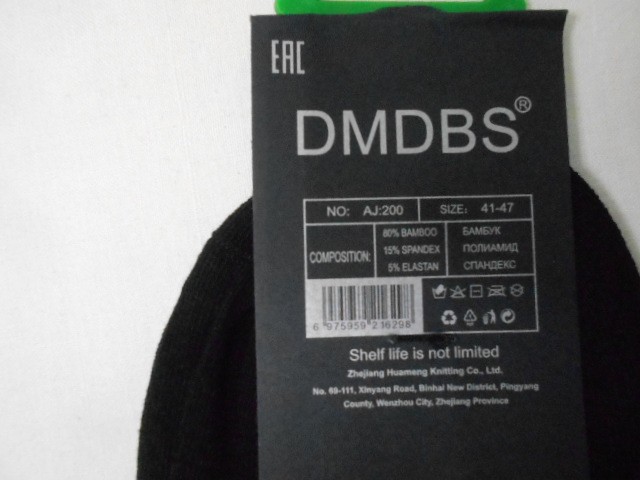 EAC
DMDBS®
NO: AJ:200 SIZE: 41-47
COMPOSITION:
80% BAMBOO БАМБУК
15% SPANDEX ПОЛИАМИД
5% ELASTAN СПАНДЕКС
6 975959 216298
Shelf life is not limited
Zhejiang Huameng Knitting Co., Ltd.
No. 69-111, Xinyang Road, Binhai New District, Pingyang
County, Wenzhou City, Zhejiang Province